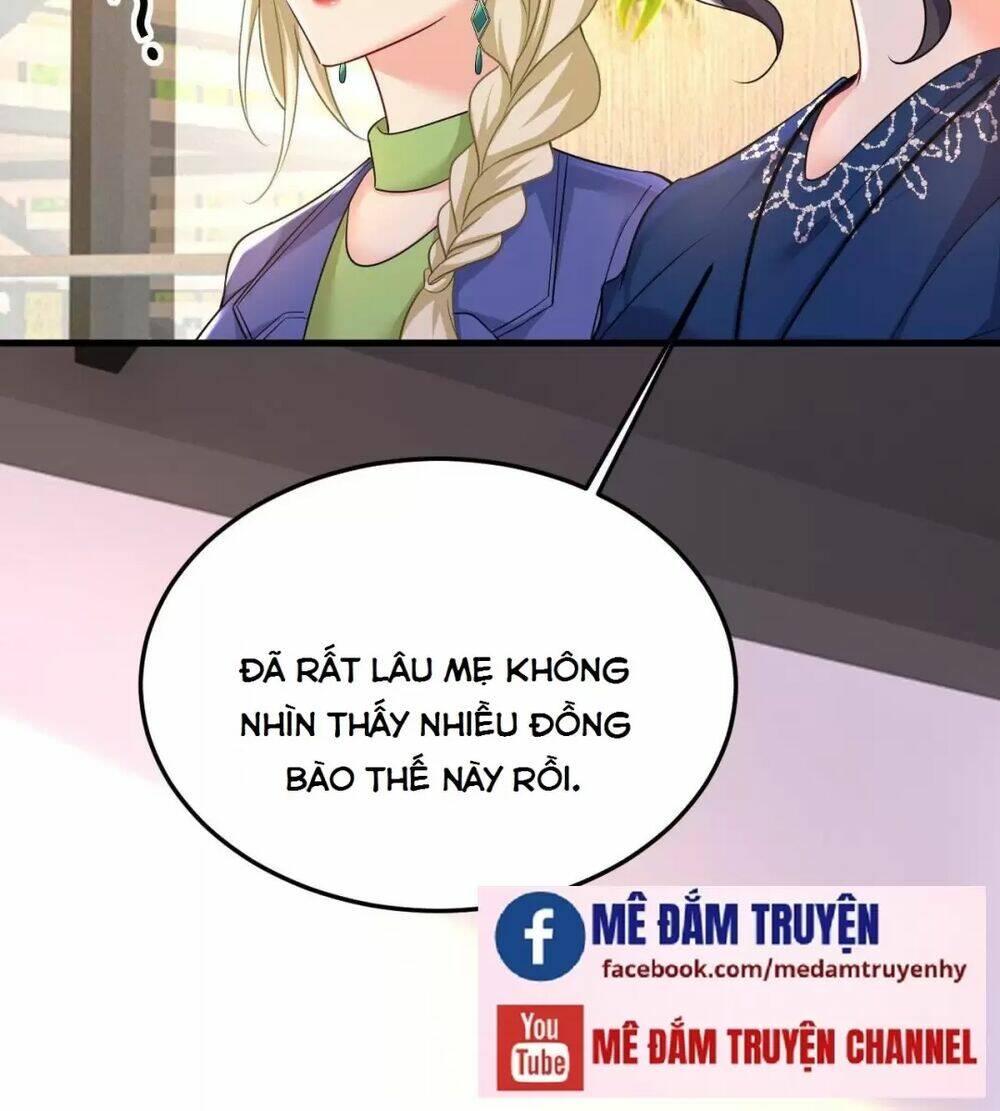 ĐÃ RẤT LÂU MẸ KHÔNG
NHÌN THẤY NHIỀU ĐỒNG
BÀO THẾ NÀY RỒI.
f MÊ ĐẮM TRUYỆN
facebook.com/medamtruyenhy
You
Tube
MÊ ĐẮM TRUYỆN CHANNEL